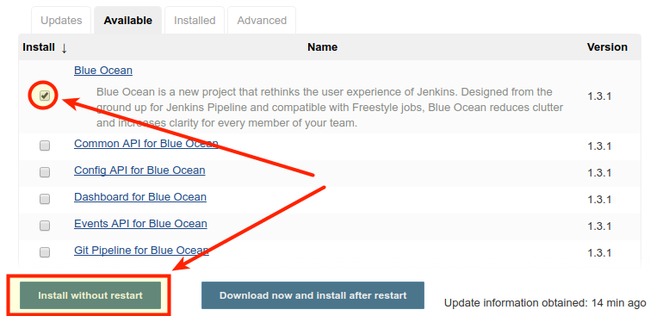 Updates Available Installed Advanced
Install ↓ Name Version
Blue Ocean
Blue Ocean is a new project that rethinks the user experience of Jenkins. Designed from the
ground up for Jenkins Pipeline and compatible with Freestyle jobs, Blue Ocean reduces clutter
and increases clarity for every member of your team.
1.3.1
Common API for Blue Ocean 1.3.1
Config API for Blue Ocean 1.3.1
Dashboard for Blue Ocean 1.3.1
Events API for Blue Ocean 1.3.1
Git Pipeline for Blue Ocean 1.3.1
Install without restart Download now and install after restart Update information obtained: 14 min ago